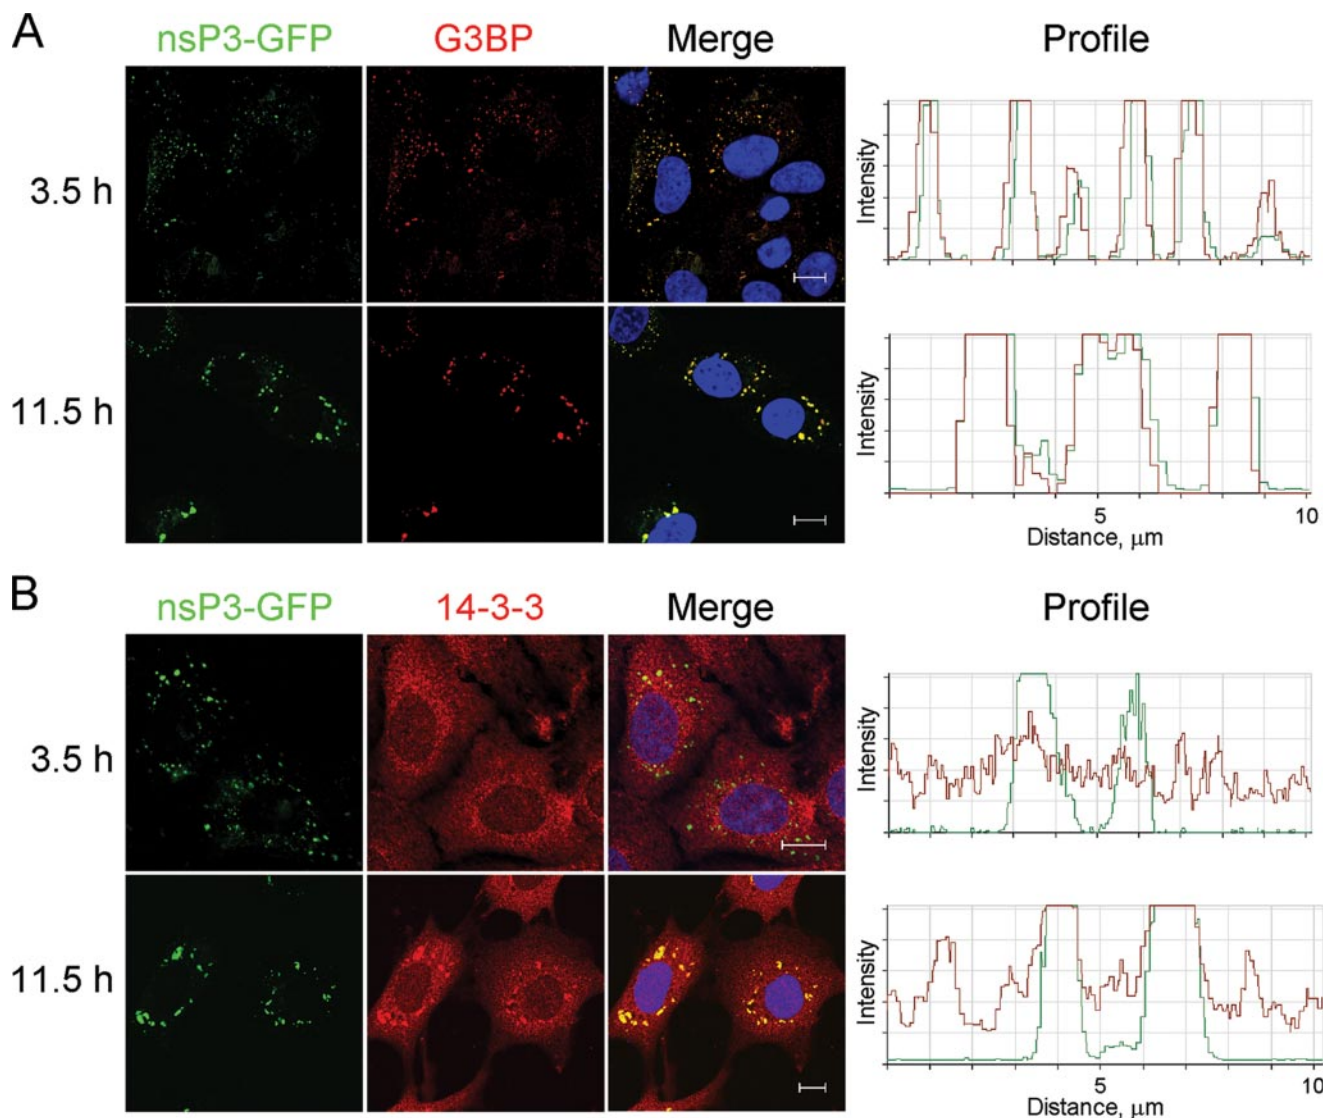 A
nsP3-GFP G3BP Merge Profile
3.5 h
Intensity
11.5 h
Intensity
5 10
Distance, μm
B
nsP3-GFP 14-3-3 Merge Profile
3.5 h
Intensity
11.5 h
Intensity
5 10
Distance, μm